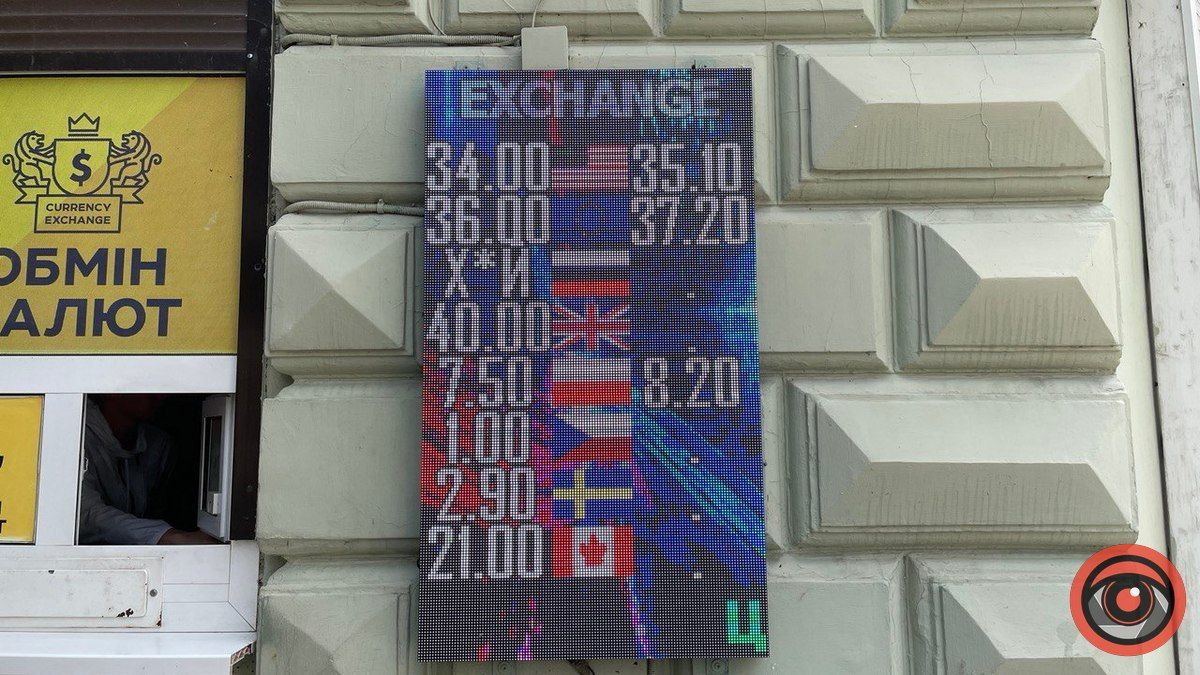 $
CURRENCY
EXCHANGE
ОБМІН
АЛЮТ
EXCHANGE
34.00 35.10
36.00 37.20
Х*И
40.00
7.50 8.20
1.00
2.90
21.00
Ц